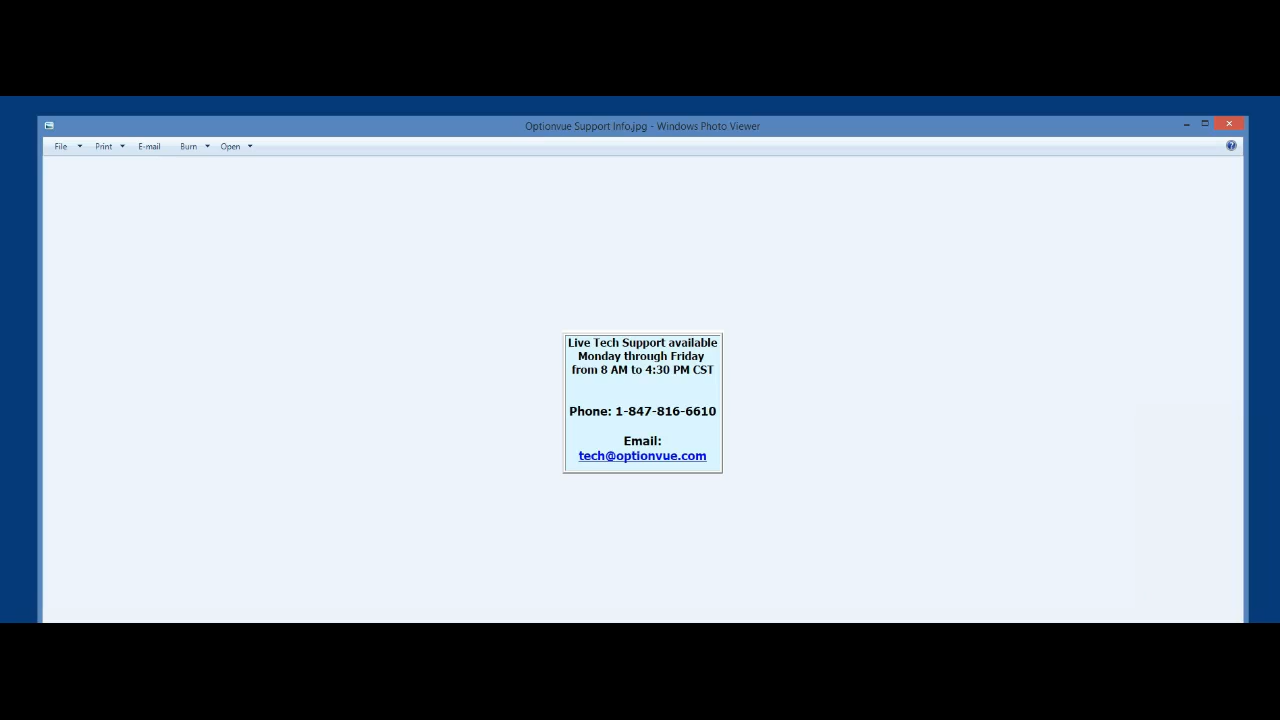 Optionvue Support Info.jpg - Windows Photo Viewer
File Print E-mail Burn Open
Live Tech Support available
Monday through Friday
from 8 AM to 4:30 PM CST
Phone: 1-847-816-6610
Email:
tech@optionvue.com